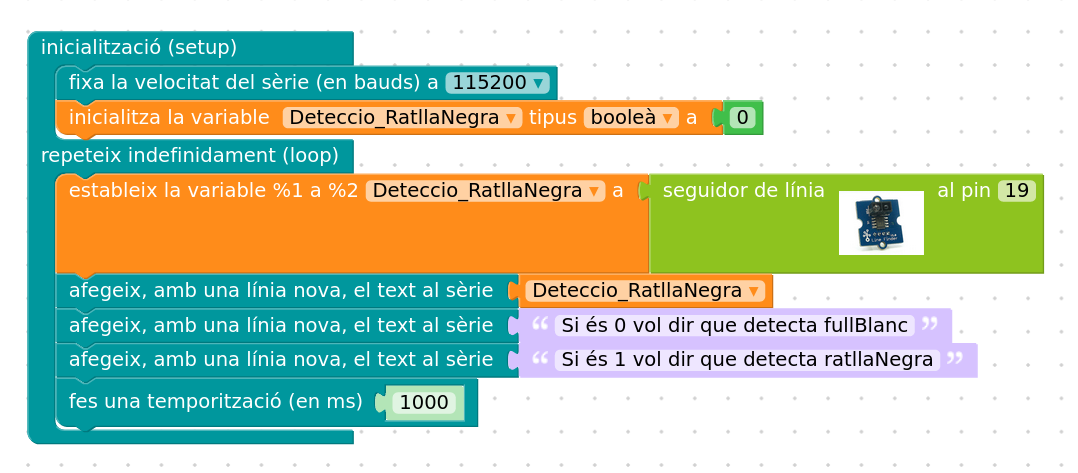 inicialització (setup)
fixa la velocitat del sèrie (en bauds) a 115200
inicialitza la variable Deteccio_RatllaNegra tipus booleà a 0
repeteix indefinidament (loop)
estableix la variable %1 a %2 Deteccio_RatllaNegra a seguidor de línia al pin 19
Line Finder
afegeix, amb una línia nova, el text al sèrie Deteccio_RatllaNegra
afegeix, amb una línia nova, el text al sèrie “ Si és 0 vol dir que detecta fullBlanc ”
afegeix, amb una línia nova, el text al sèrie “ Si és 1 vol dir que detecta ratllaNegra ”
fes una temporització (en ms) 1000